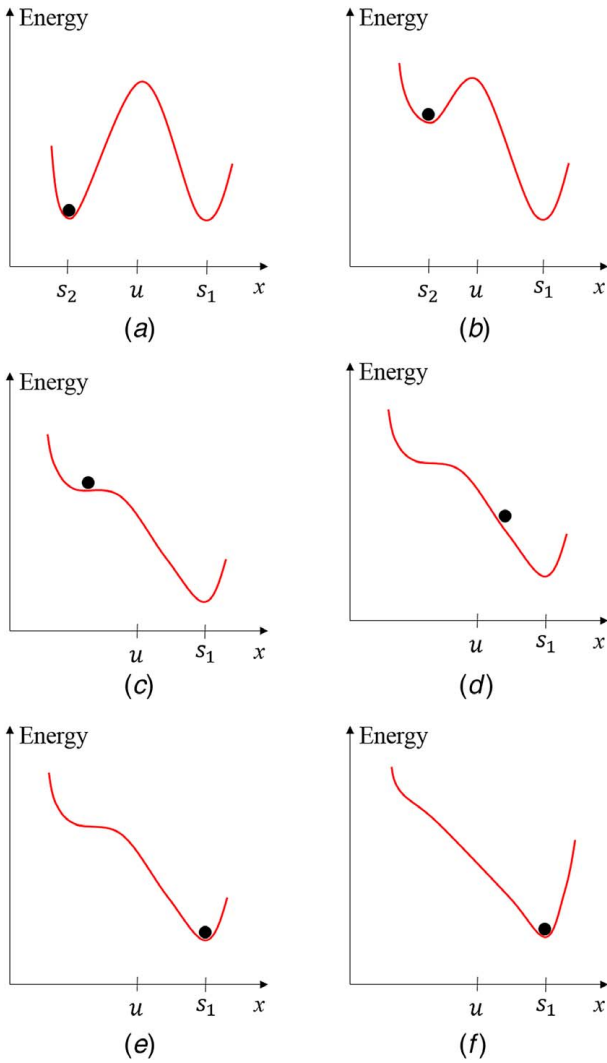 Energy Energy
s₂ u s₁ x s₂ u s₁ x
(a) (b)
Energy Energy
u s₁ x u s₁ x
(c) (d)
Energy Energy
u s₁ x u s₁ x
(e) (f)